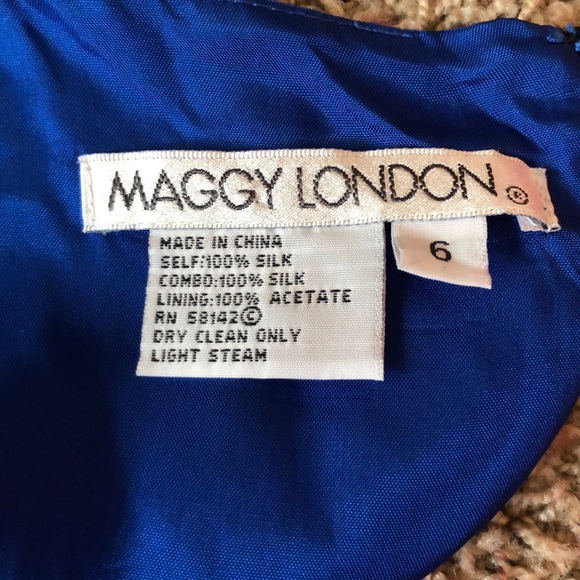 MAGGY LONDON ®
6
MADE IN CHINA
SELF:100% SILK
COMBO:100% SILK
LINING:100% ACETATE
RN 58142©
DRY CLEAN ONLY
LIGHT STEAM